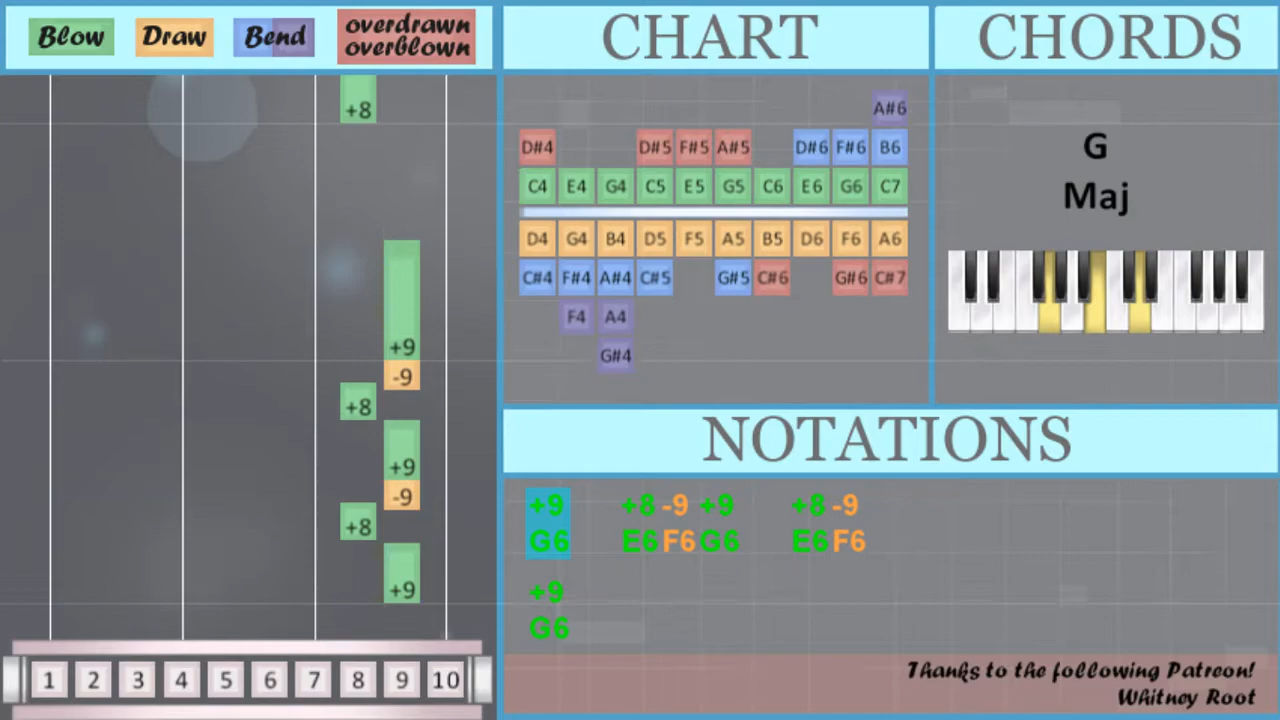 Blow Draw Bend overdrawn
overblown
CHART
CHORDS
+8
+9
-9
+8
+9
-9
+8
+9
1 2 3 4 5 6 7 8 9 10
A#6
D#4 D#5 F#5 A#5 D#6 F#6 B6
C4 E4 G4 C5 E5 G5 C6 E6 G6 C7
D4 G4 B4 D5 F5 A5 B5 D6 F6 A6
C#4 F#4 A#4 C#5 G#5 C#6 G#6 C#7
F4 A4
G#4
G
Maj
NOTATIONS
+9 +8 -9 +9 +8 -9
G6 E6 F6 G6 E6 F6
+9
G6
Thanks to the following Patreon!
Whitney Root